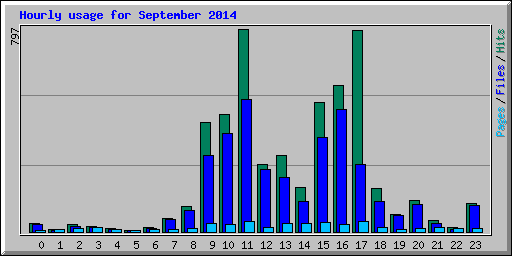 Hourly usage for September 2014
797
Pages / Files / Hits
0 1 2 3 4 5 6 7 8 9 10 11 12 13 14 15 16 17 18 19 20 21 22 23